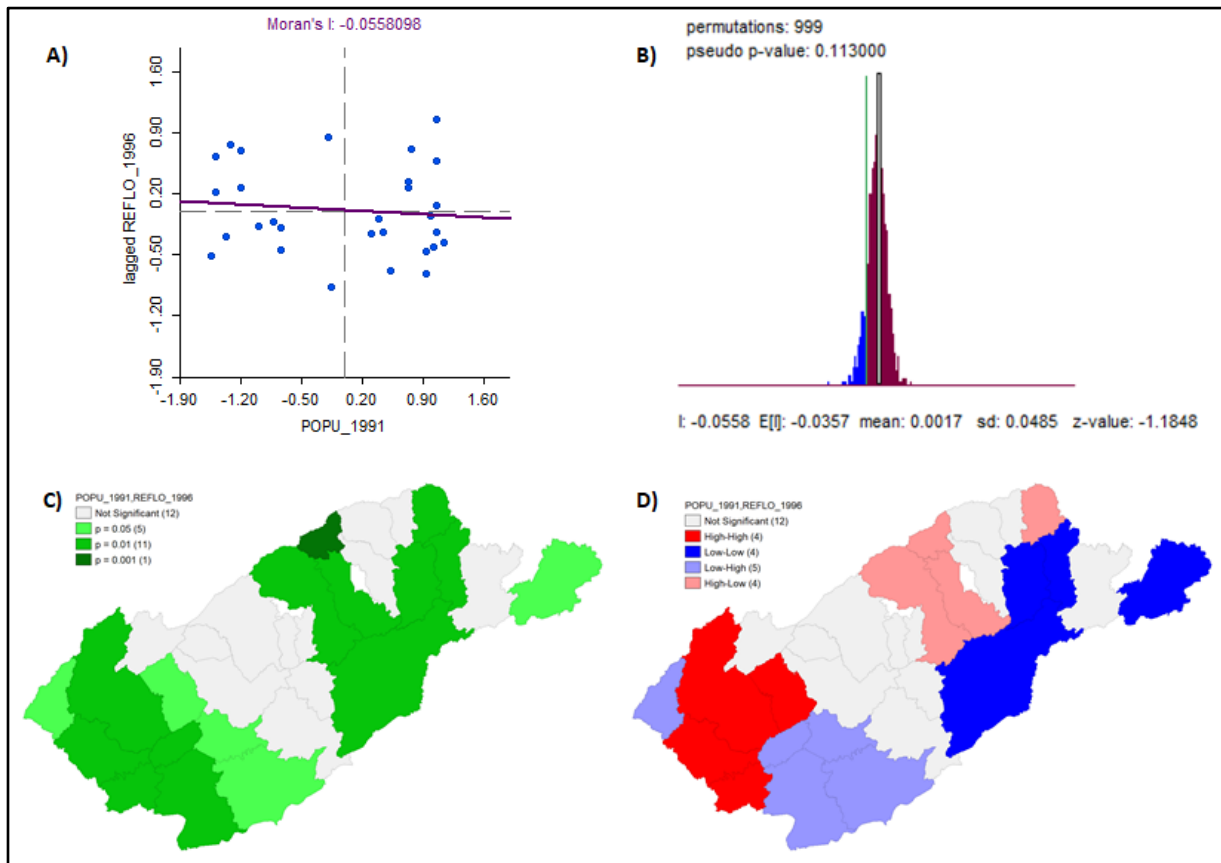 Moran's I: -0.0558098
A)
lagged REFLO_1996
1.60
0.90
0.20
-0.50
-1.20
-1.90
-1.90 -1.20 -0.50 0.20 0.90 1.60
POPU_1991
permutations: 999
pseudo p-value: 0.113000
B)
I: -0.0558 E[I]: -0.0357 mean: 0.0017 sd: 0.0485 z-value: -1.1848
C)
POPU_1991,REFLO_1996
Not Significant (12)
p = 0.05 (5)
p = 0.01 (11)
p = 0.001 (1)
D)
POPU_1991,REFLO_1996
Not Significant (12)
High-High (4)
Low-Low (4)
Low-High (5)
High-Low (4)